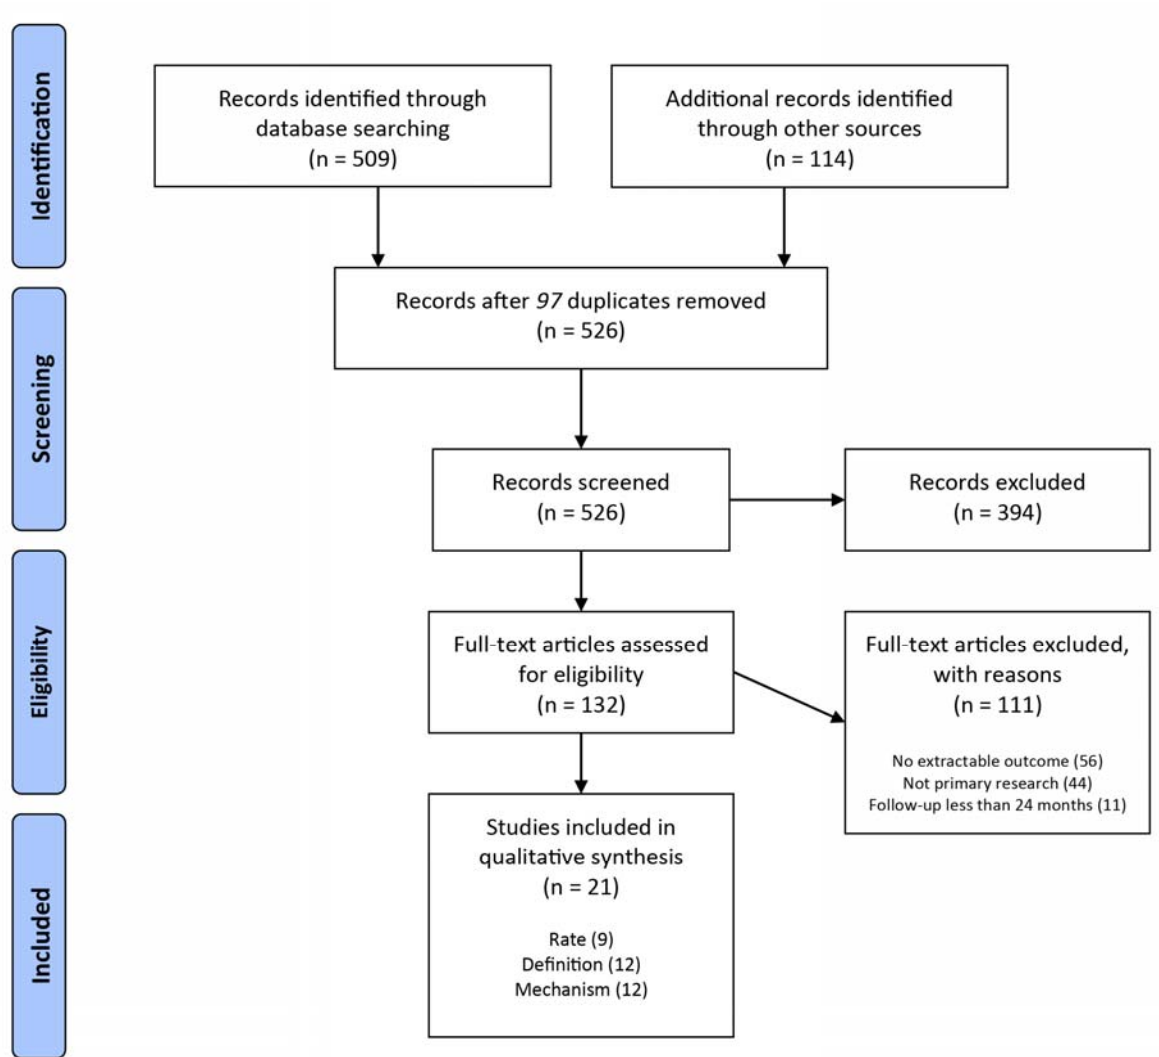 Identification
Records identified through
database searching
(n = 509)
Additional records identified
through other sources
(n = 114)
Records after 97 duplicates removed
(n = 526)
Screening
Records screened
(n = 526)
Records excluded
(n = 394)
Eligibility
Full-text articles assessed
for eligibility
(n = 132)
Full-text articles excluded,
with reasons
(n = 111)
No extractable outcome (56)
Not primary research (44)
Follow-up less than 24 months (11)
Included
Studies included in
qualitative synthesis
(n = 21)
Rate (9)
Definition (12)
Mechanism (12)